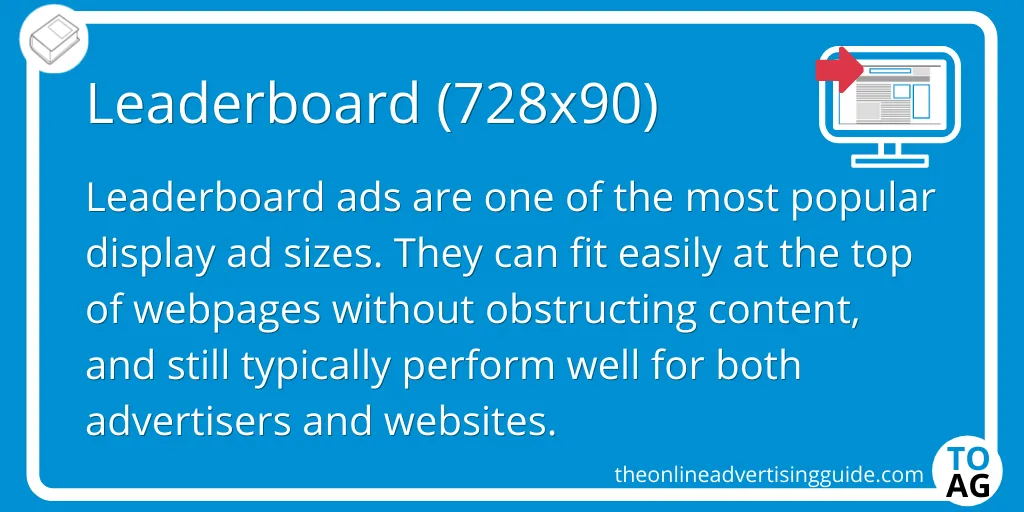 Leaderboard (728x90)
Leaderboard ads are one of the most popular
display ad sizes. They can fit easily at the top
of webpages without obstructing content,
and still typically perform well for both
advertisers and websites.
theonlineadvertisingguide.com
TO
AG